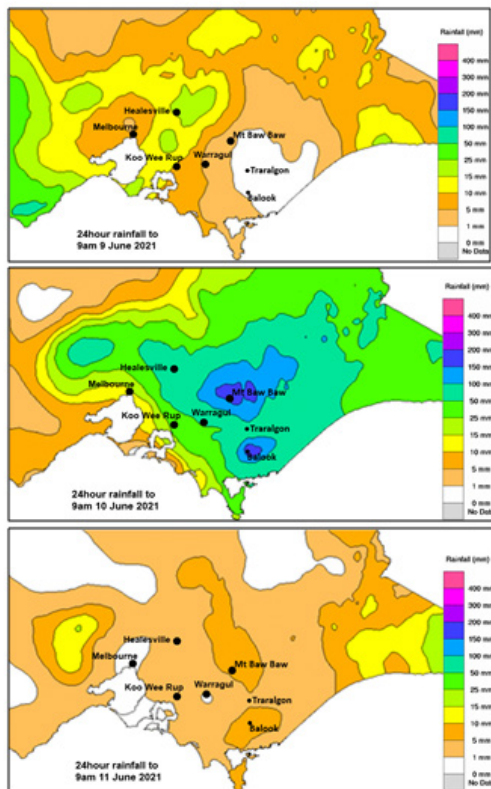 Rainfall (mm)
400 mm
300 mm
200 mm
150 mm
100 mm
50 mm
25 mm
15 mm
10 mm
5 mm
1 mm
0 mm
No Data
Healesville
Melbourne
Mt Baw Baw
Koo Wee Rup
Warragul
Traralgon
Balook
24hour rainfall to
9am 9 June 2021
Rainfall (mm)
400 mm
300 mm
200 mm
150 mm
100 mm
50 mm
25 mm
15 mm
10 mm
5 mm
1 mm
0 mm
No Data
Healesville
Melbourne
Mt Baw Baw
Koo Wee Rup
Warragul
Traralgon
Balook
24hour rainfall to
9am 10 June 2021
Rainfall (mm)
400 mm
300 mm
200 mm
150 mm
100 mm
50 mm
25 mm
15 mm
10 mm
5 mm
1 mm
0 mm
No Data
Healesville
Melbourne
Mt Baw Baw
Koo Wee Rup
Warragul
Traralgon
Balook
24hour rainfall to
9am 11 June 2021